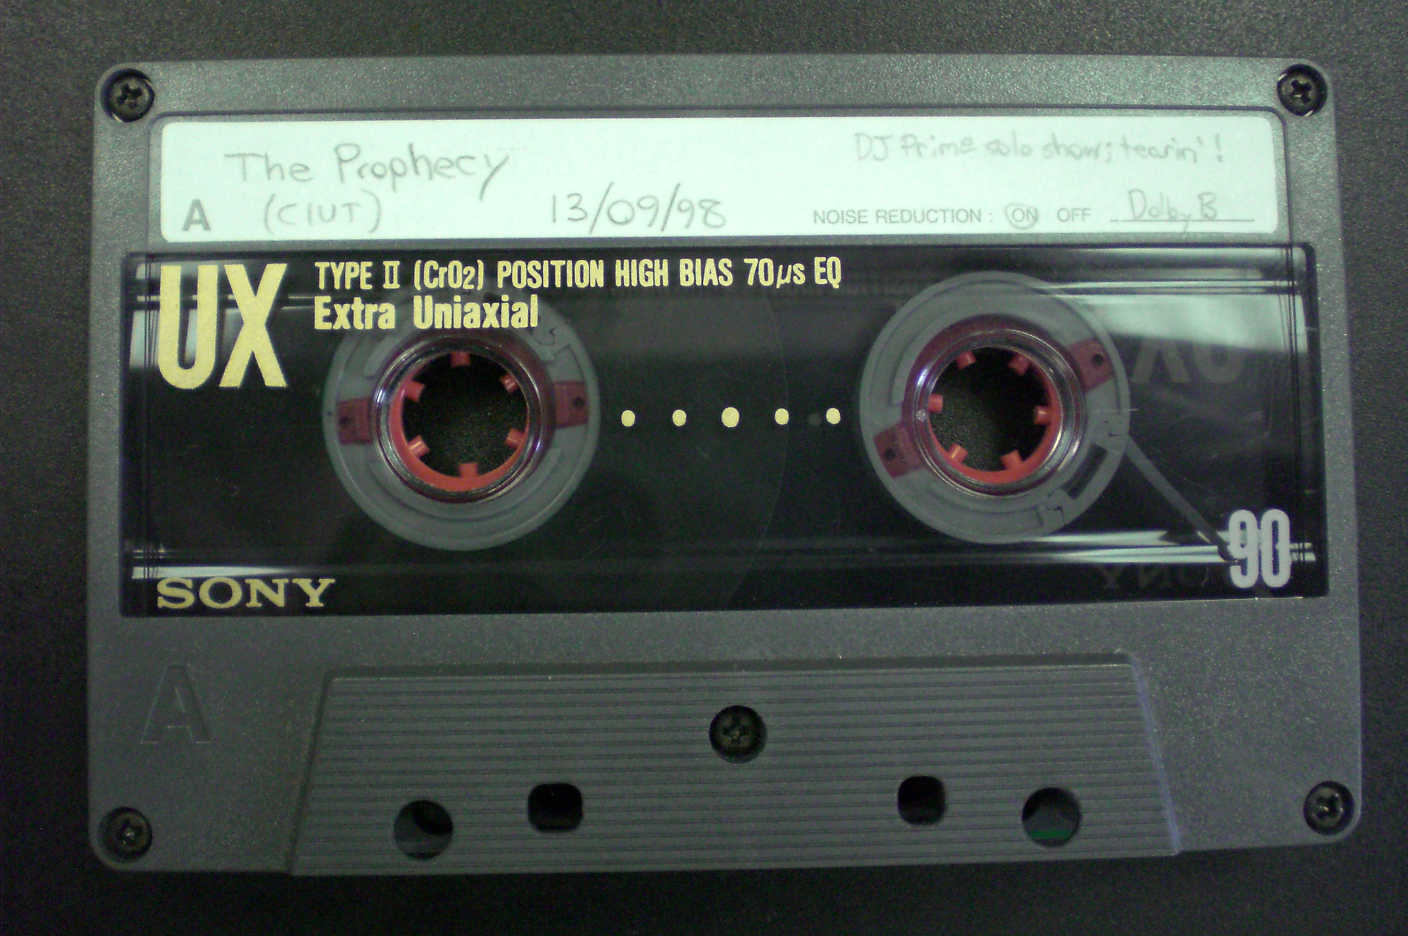 The Prophecy
DJ Prime solo show; tearin'!
A (CIUT) 13/09/98 NOISE REDUCTION : ON OFF Dolby B
UX TYPE II (CrO2) POSITION HIGH BIAS 70μs EQ
Extra Uniaxial
90
SONY
A